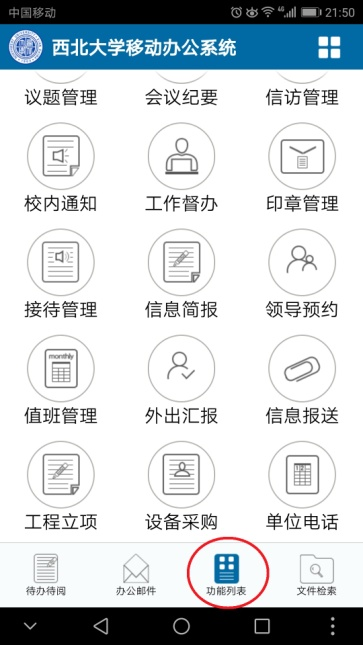 中国移动 46 21:50
西北大学移动办公系统
议题管理 会议纪要 信访管理
校内通知 工作督办 印章管理
接待管理 信息简报 领导预约
monthly
值班管理 外出汇报 信息报送
工程立项 设备采购 单位电话
待办待阅 办公邮件 功能列表 文件检索